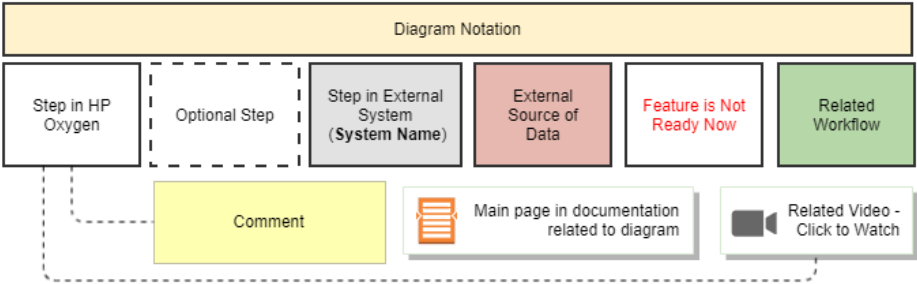 Diagram Notation
Step in HP
Oxygen
Optional Step
Step in External
System
(System Name)
External
Source of
Data
Feature is Not
Ready Now
Related
Workflow
Comment
Main page in documentation
related to diagram
Related Video -
Click to Watch